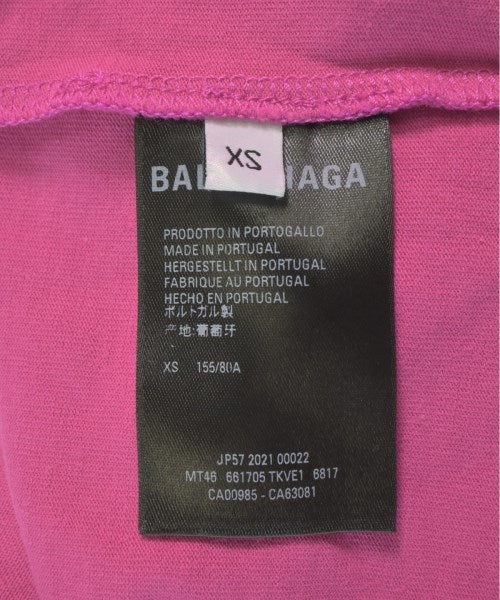 XS
BAL IAGA
PRODOTTO IN PORTOGALLO
MADE IN PORTUGAL
HERGESTELLT IN PORTUGAL
FABRIQUE AU PORTUGAL
HECHO EN PORTUGAL
ポルトガル製
产地:葡萄牙
XS 155/80A
JP57 2021 00022
MT46 661705 TKVE1 6817
CA00985 - CA63081